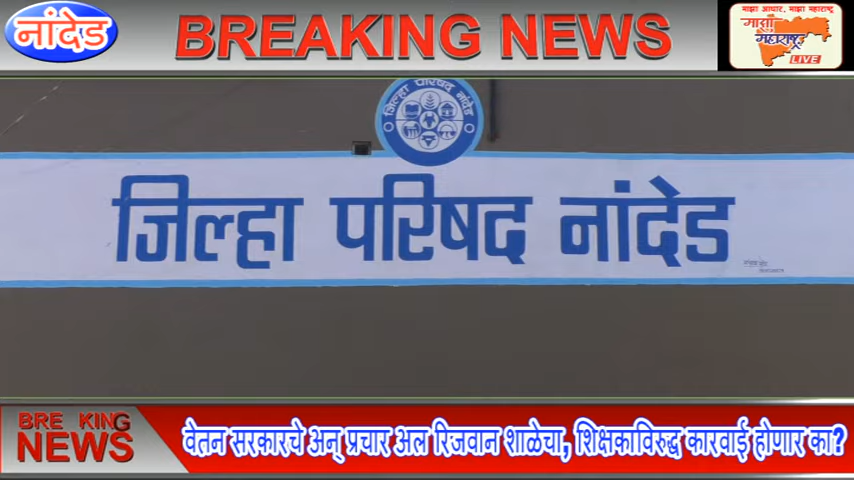 नांदेड
BREAKING NEWS
माझा आधार, माझा महाराष्ट्र
माझा
महाराष्ट्र
LIVE
जिल्हा परिषद नांदेड
जिल्हा परिषद नांदेड
BRE KING
NEWS
वेतन सरकारचे अन् प्रचार अल रिजवान शाळेचा, शिक्षकाविरुद्ध कारवाई होणार का?